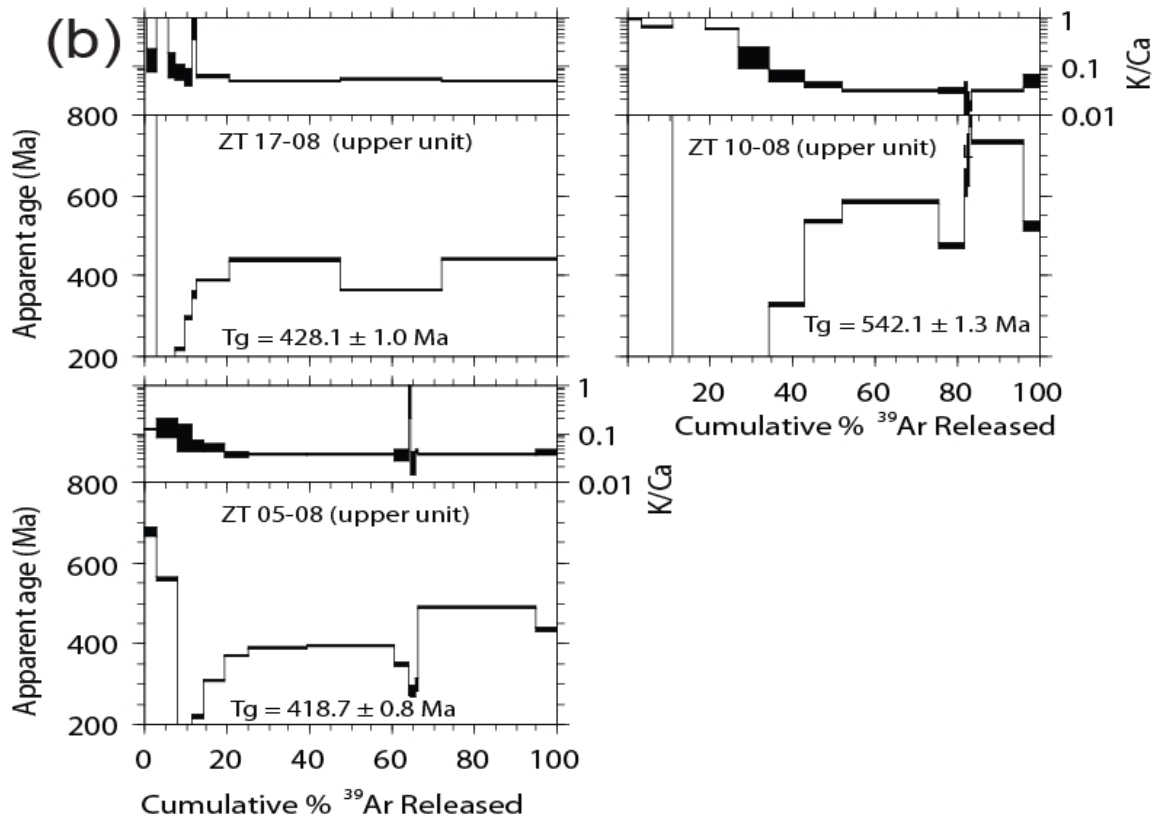 (b)
1
0.1
0.01
K/Ca
800
600
400
200
Apparent age (Ma)
ZT 17-08 (upper unit)
Tg = 428.1 ± 1.0 Ma
ZT 10-08 (upper unit)
Tg = 542.1 ± 1.3 Ma
20 40 60 80 100
Cumulative % ³⁹Ar Released
1
0.1
0.01
K/Ca
800
600
400
200
Apparent age (Ma)
ZT 05-08 (upper unit)
Tg = 418.7 ± 0.8 Ma
0 20 40 60 80 100
Cumulative % ³⁹Ar Released